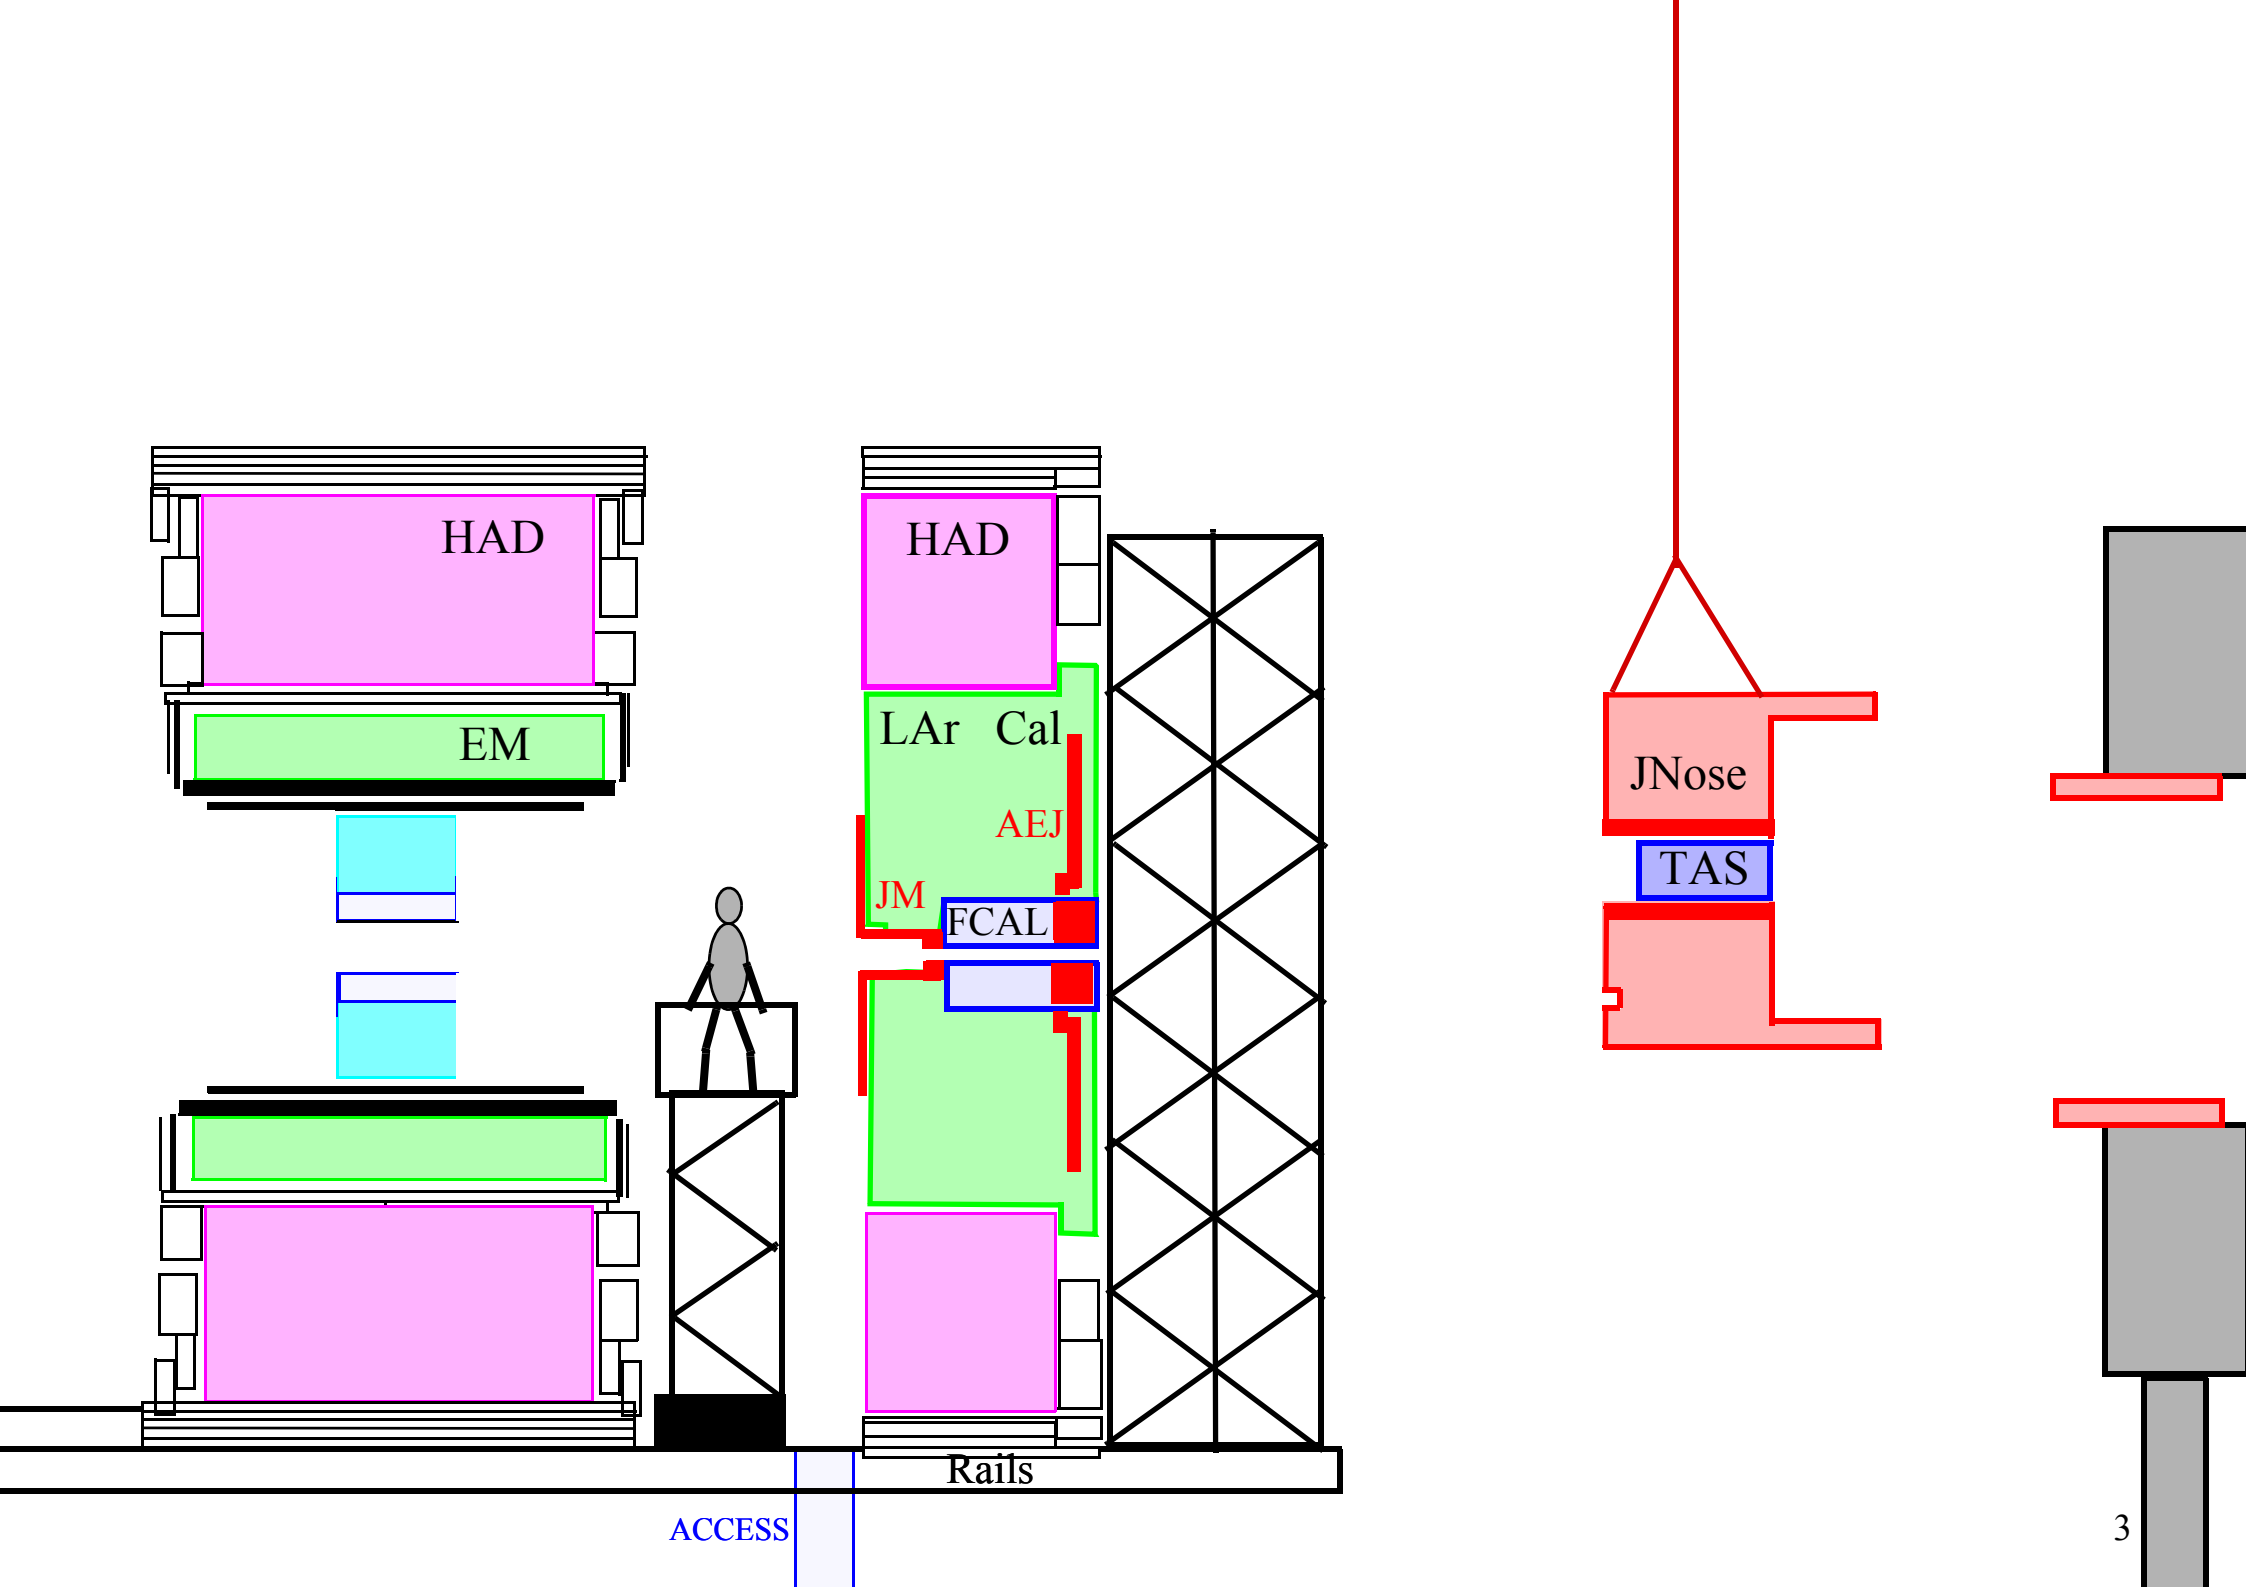 HAD
HAD
EM
LAr Cal
JNose
AEJ
TAS
JM
FCAL
Rails
ACCESS
3